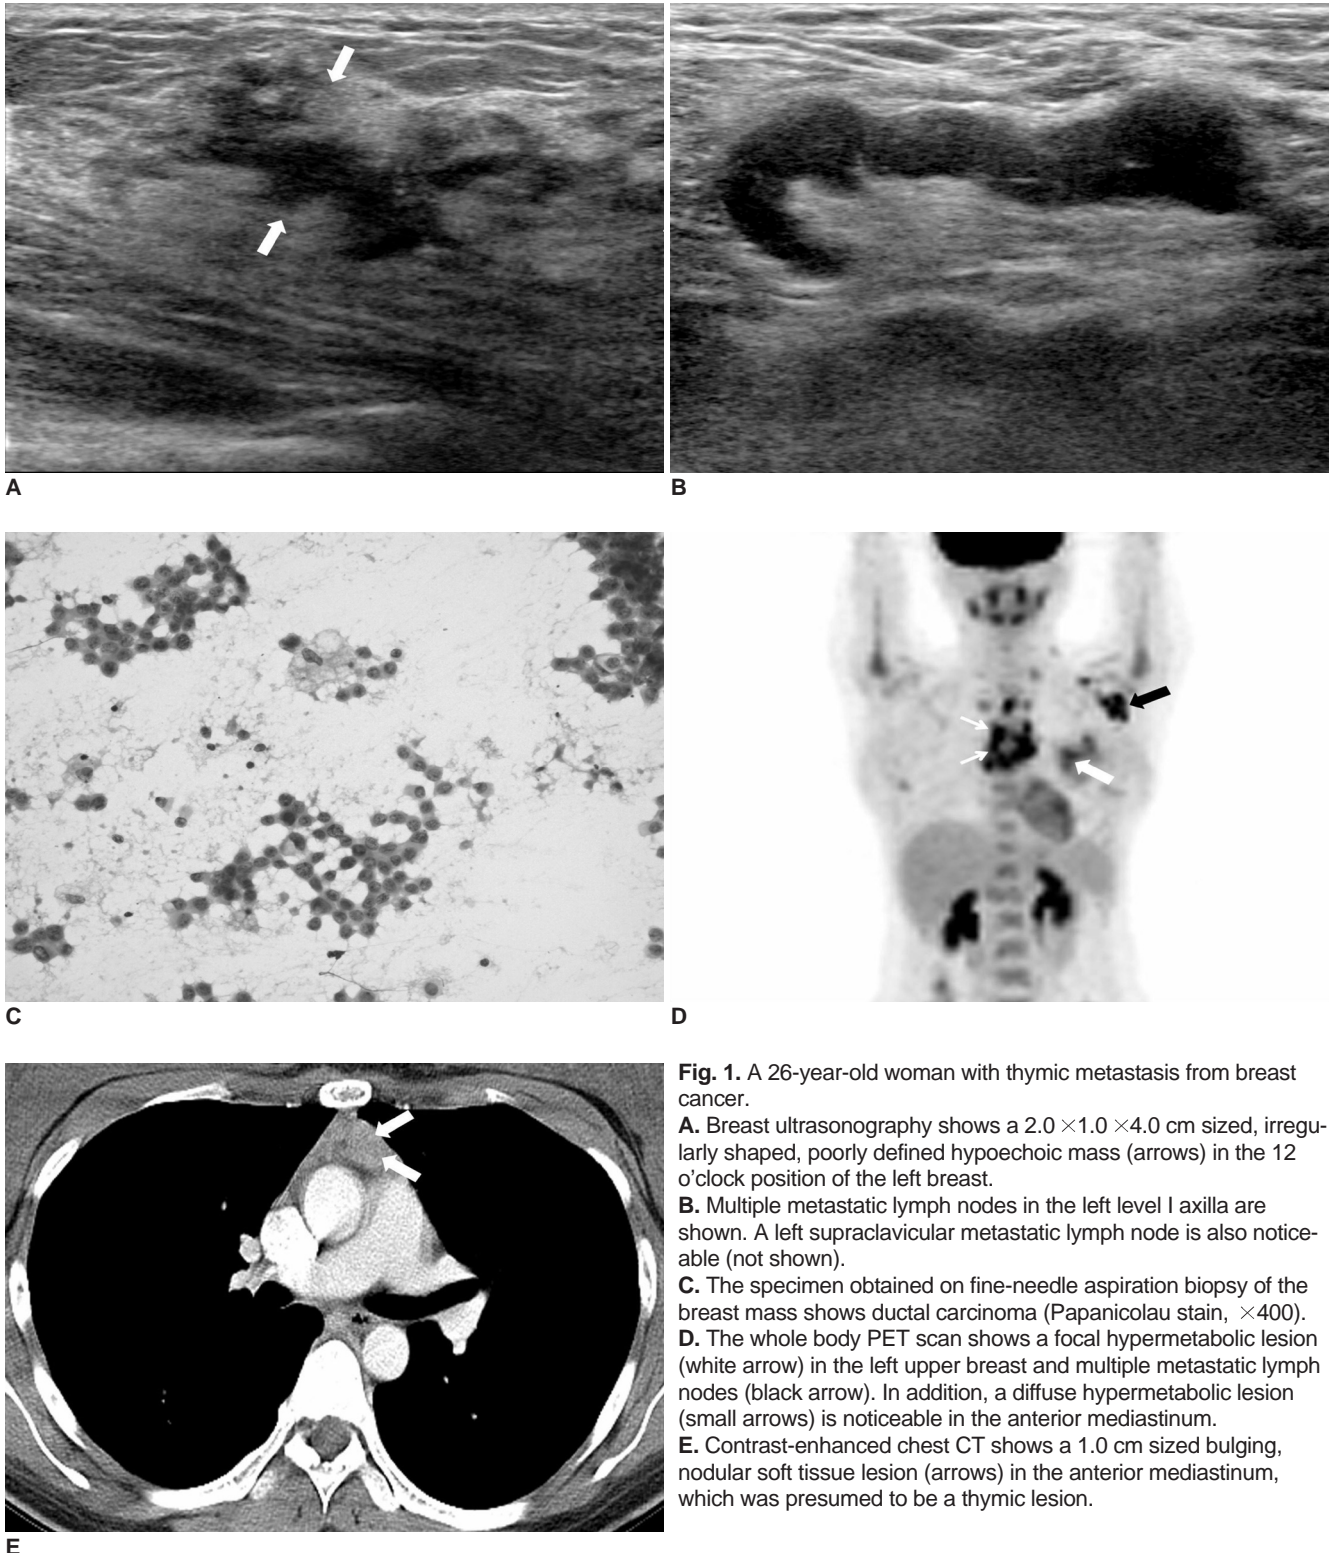 A
B
C
D
E
Fig. 1. A 26-year-old woman with thymic metastasis from breast
cancer.
A. Breast ultrasonography shows a 2.0 ×1.0 ×4.0 cm sized, irregu-
larly shaped, poorly defined hypoechoic mass (arrows) in the 12
o'clock position of the left breast.
B. Multiple metastatic lymph nodes in the left level I axilla are
shown. A left supraclavicular metastatic lymph node is also notice-
able (not shown).
C. The specimen obtained on fine-needle aspiration biopsy of the
breast mass shows ductal carcinoma (Papanicolau stain, ×400).
D. The whole body PET scan shows a focal hypermetabolic lesion
(white arrow) in the left upper breast and multiple metastatic lymph
nodes (black arrow). In addition, a diffuse hypermetabolic lesion
(small arrows) is noticeable in the anterior mediastinum.
E. Contrast-enhanced chest CT shows a 1.0 cm sized bulging,
nodular soft tissue lesion (arrows) in the anterior mediastinum,
which was presumed to be a thymic lesion.